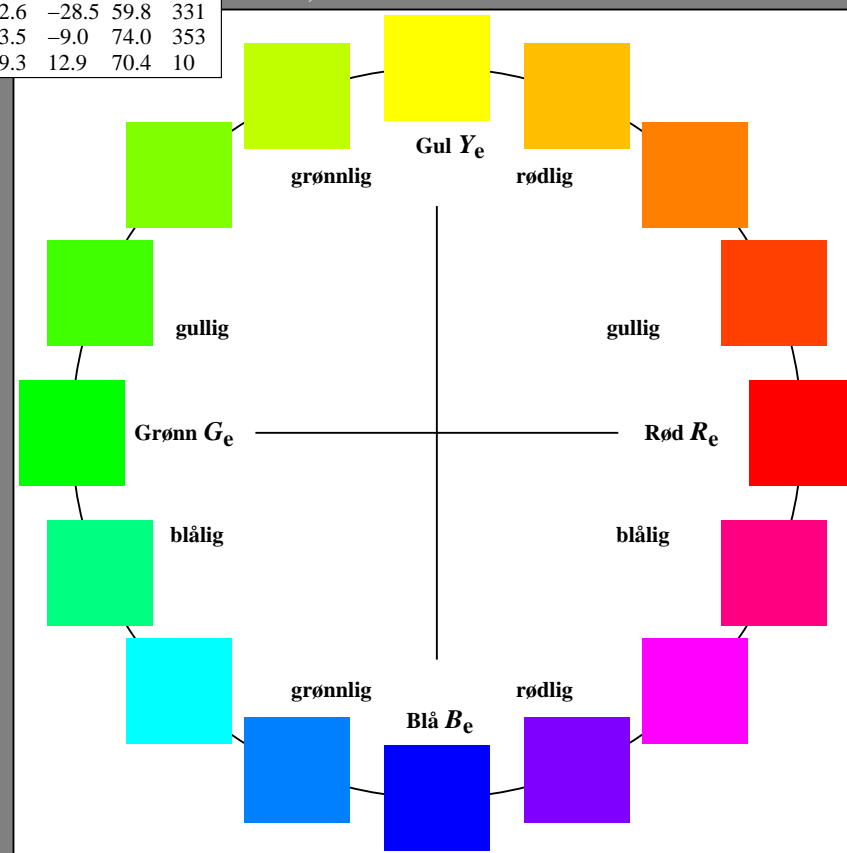 2.6 −28.5 59.8 331
3.5 −9.0 74.0 353
9.3 12.9 70.4 10
Gul Yₑ
grønnlig rødlig
gullig gullig
Grønn Gₑ Rød Rₑ
blålig blålig
grønnlig rødlig
Blå Bₑ